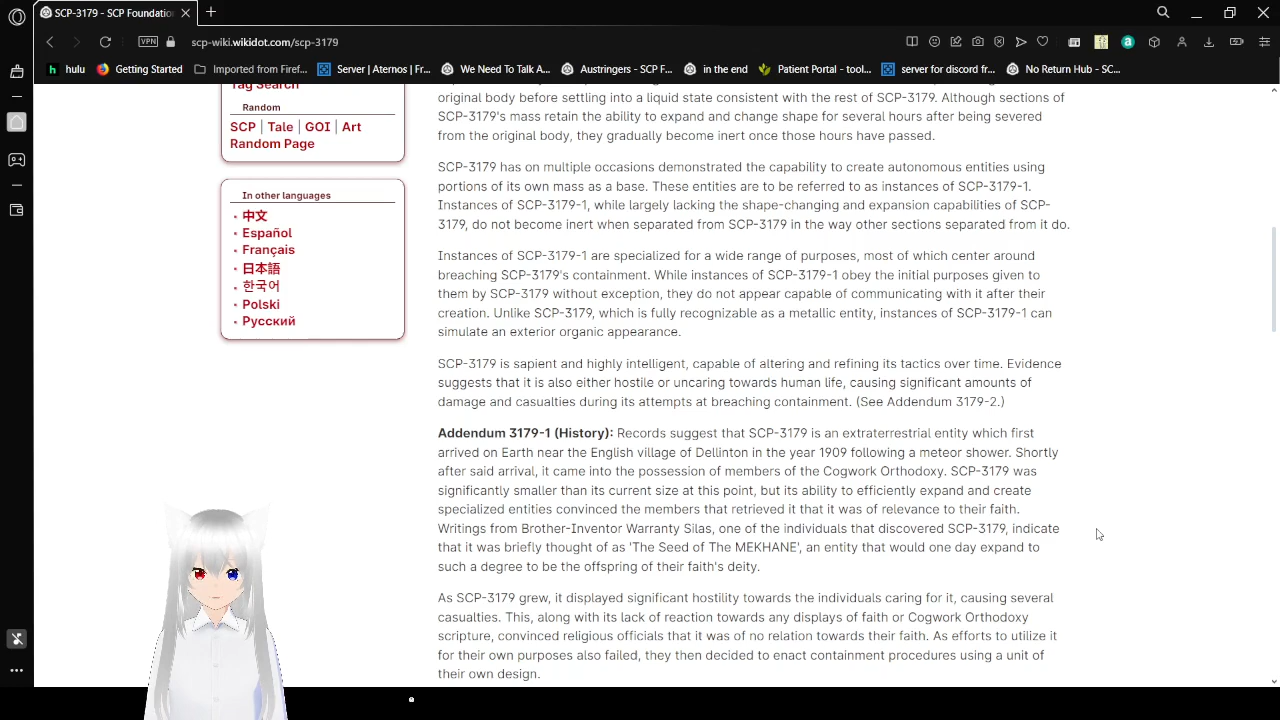 SCP-3179 - SCP Foundatio
VPN
scp-wiki.wikidot.com/scp-3179
h hulu
Getting Started
Imported from Firef...
Server | Aternos | Fr...
We Need To Talk A...
Austringers - SCP F...
in the end
Patient Portal - tool...
server for discord fr...
No Return Hub - SC...
Tag Search
Random
SCP | Tale | GOI | Art
Random Page
In other languages
中文
Español
Français
日本語
한국어
Polski
Русский
original body before settling into a liquid state consistent with the rest of SCP-3179. Although sections of
SCP-3179's mass retain the ability to expand and change shape for several hours after being severed
from the original body, they gradually become inert once those hours have passed.
SCP-3179 has on multiple occasions demonstrated the capability to create autonomous entities using
portions of its own mass as a base. These entities are to be referred to as instances of SCP-3179-1.
Instances of SCP-3179-1, while largely lacking the shape-changing and expansion capabilities of SCP-
3179, do not become inert when separated from SCP-3179 in the way other sections separated from it do.
Instances of SCP-3179-1 are specialized for a wide range of purposes, most of which center around
breaching SCP-3179's containment. While instances of SCP-3179-1 obey the initial purposes given to
them by SCP-3179 without exception, they do not appear capable of communicating with it after their
creation. Unlike SCP-3179, which is fully recognizable as a metallic entity, instances of SCP-3179-1 can
simulate an exterior organic appearance.
SCP-3179 is sapient and highly intelligent, capable of altering and refining its tactics over time. Evidence
suggests that it is also either hostile or uncaring towards human life, causing significant amounts of
damage and casualties during its attempts at breaching containment. (See Addendum 3179-2.)
Addendum 3179-1 (History): Records suggest that SCP-3179 is an extraterrestrial entity which first
arrived on Earth near the English village of Dellinton in the year 1909 following a meteor shower. Shortly
after said arrival, it came into the possession of members of the Cogwork Orthodoxy. SCP-3179 was
significantly smaller than its current size at this point, but its ability to efficiently expand and create
specialized entities convinced the members that retrieved it that it was of relevance to their faith.
Writings from Brother-Inventor Warranty Silas, one of the individuals that discovered SCP-3179, indicate
that it was briefly thought of as 'The Seed of The MEKHANE', an entity that would one day expand to
such a degree to be the offspring of their faith's deity.
As SCP-3179 grew, it displayed significant hostility towards the individuals caring for it, causing several
casualties. This, along with its lack of reaction towards any displays of faith or Cogwork Orthodoxy
scripture, convinced religious officials that it was of no relation towards their faith. As efforts to utilize it
for their own purposes also failed, they then decided to enact containment procedures using a unit of
their own design.